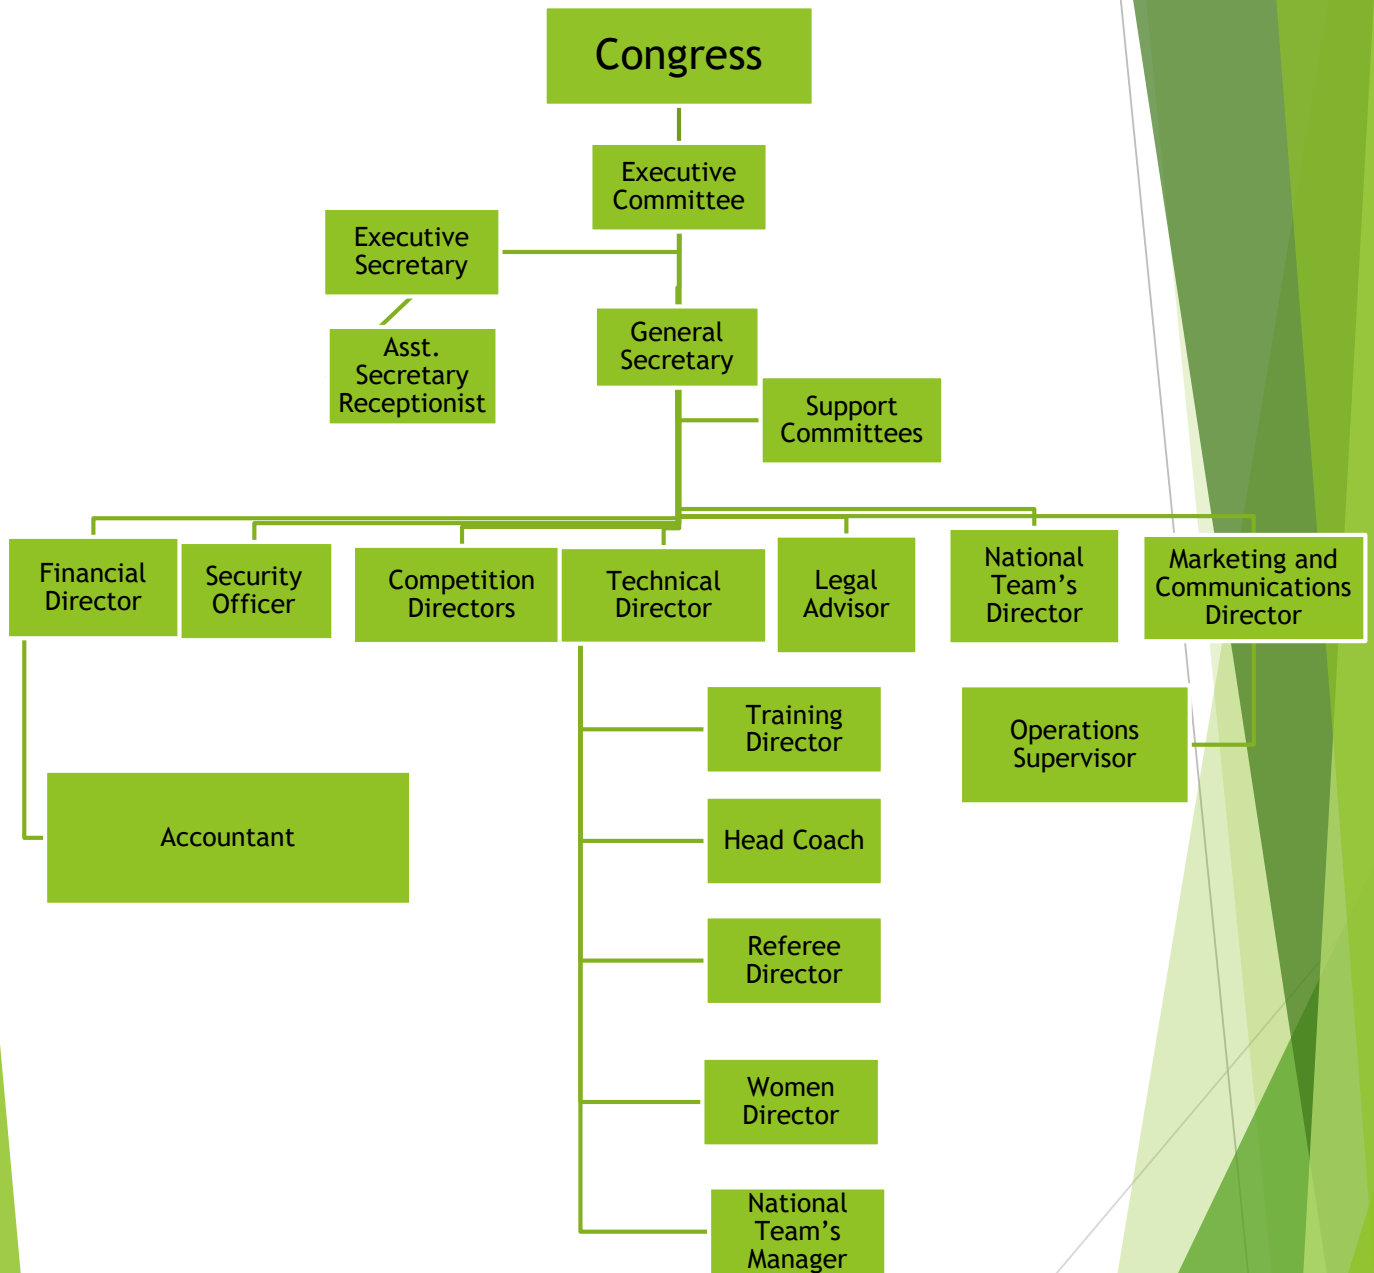 Congress
Executive
Committee
Executive
Secretary
General
Secretary
Asst.
Secretary
Receptionist
Support
Committees
Financial
Director
Security
Officer
Competition
Directors
Technical
Director
Legal
Advisor
National
Team’s
Director
Marketing and
Communications
Director
Training
Director
Operations
Supervisor
Accountant
Head Coach
Referee
Director
Women
Director
National
Team’s
Manager